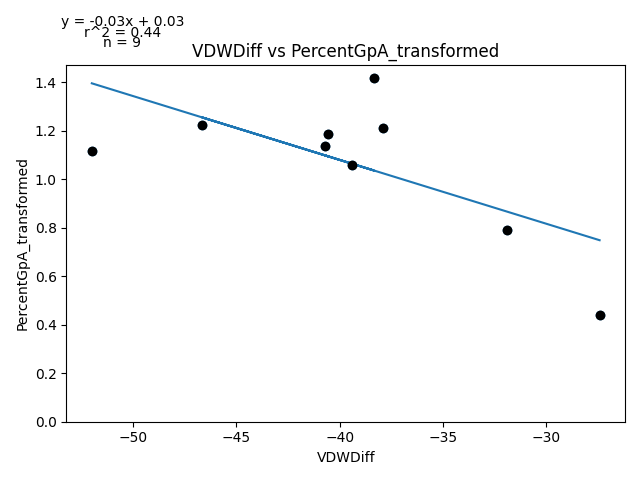 y = -0.03x + 0.03
r^2 = 0.44
n = 9
VDWDiff vs PercentGpA_transformed
PercentGpA_transformed
1.4
1.2
1.0
0.8
0.6
0.4
0.2
0.0
−50
−45
−40
−35
−30
VDWDiff